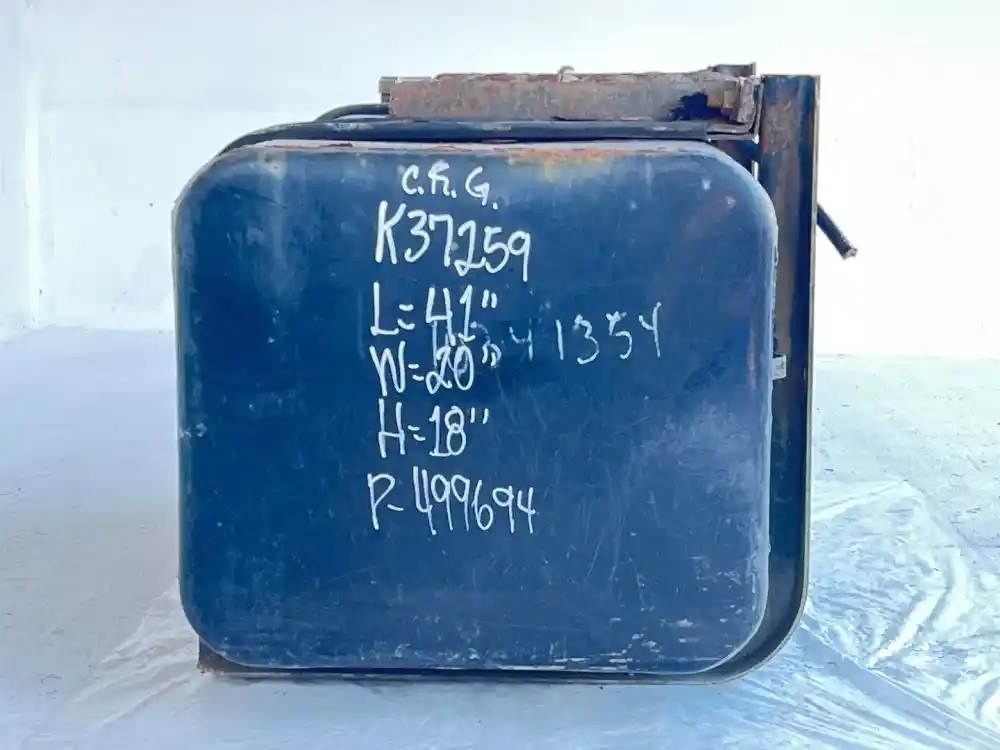 C.R.G.
K37259
L=41"
41354
W=20"
H=18"
P-499694